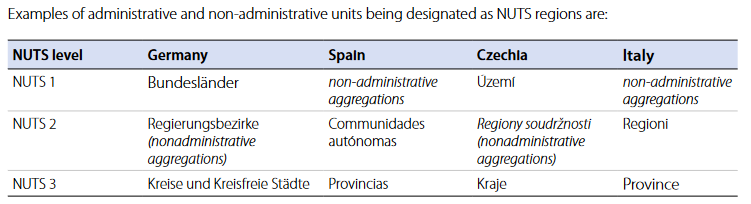 Examples of administrative and non-administrative units being designated as NUTS regions are:
NUTS level Germany Spain Czechia Italy
NUTS 1 Bundesländer non-administrative aggregations Území non-administrative aggregations
NUTS 2 Regierungsbezirke (nonadministrative aggregations) Communidades autónomas Regiony soudržnosti (nonadministrative aggregations) Regioni
NUTS 3 Kreise und Kreisfreie Städte Provincias Kraje Province